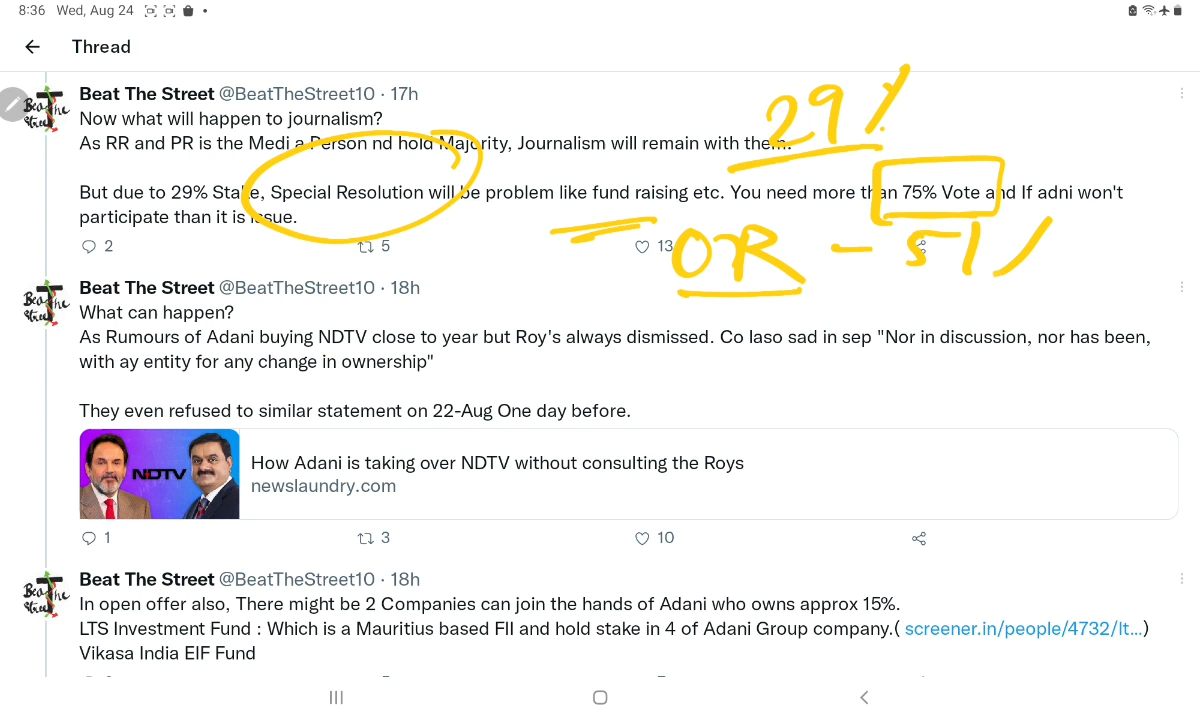 8:36 Wed, Aug 24
Thread
Beat The Street @BeatTheStreet10 · 17h
Now what will happen to journalism?
As RR and PR is the Medi a Person nd hold Majority, Journalism will remain with them.
29%
But due to 29% Stake, Special Resolution will be problem like fund raising etc. You need more than 75% Vote and If adni won't
participate than it is issue.
2 5 13
OR - 51%
Beat The Street @BeatTheStreet10 · 18h
What can happen?
As Rumours of Adani buying NDTV close to year but Roy's always dismissed. Co laso sad in sep "Nor in discussion, nor has been,
with ay entity for any change in ownership"
They even refused to similar statement on 22-Aug One day before.
NDTV
How Adani is taking over NDTV without consulting the Roys
newslaundry.com
1 3 10
Beat The Street @BeatTheStreet10 · 18h
In open offer also, There might be 2 Companies can join the hands of Adani who owns approx 15%.
LTS Investment Fund : Which is a Mauritius based FII and hold stake in 4 of Adani Group company.( screener.in/people/4732/lt...)
Vikasa India EIF Fund